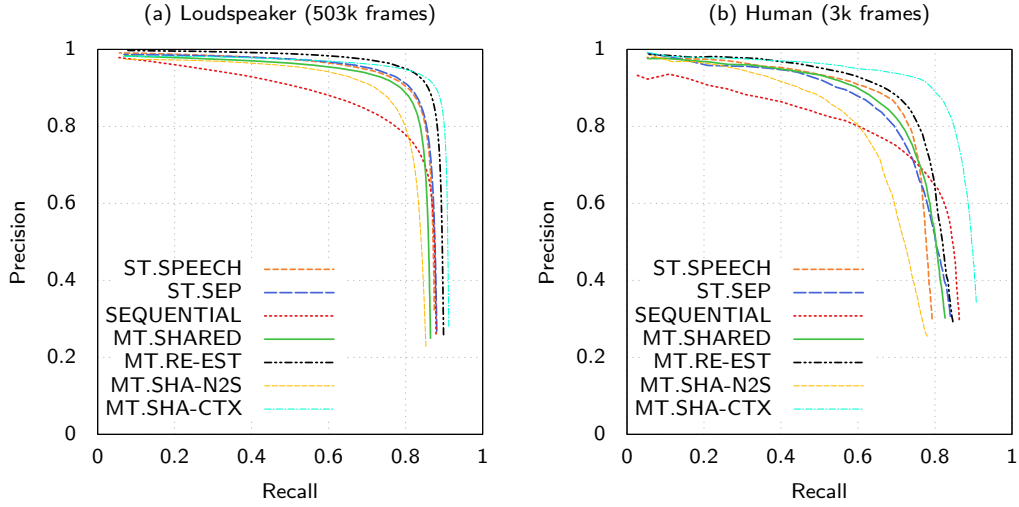 (a) Loudspeaker (503k frames)
Precision
1
0.8
0.6
0.4
0.2
0
ST.SPEECH
ST.SEP
SEQUENTIAL
MT.SHARED
MT.RE-EST
MT.SHA-N2S
MT.SHA-CTX
0 0.2 0.4 0.6 0.8 1
Recall
(b) Human (3k frames)
Precision
1
0.8
0.6
0.4
0.2
0
ST.SPEECH
ST.SEP
SEQUENTIAL
MT.SHARED
MT.RE-EST
MT.SHA-N2S
MT.SHA-CTX
0 0.2 0.4 0.6 0.8 1
Recall